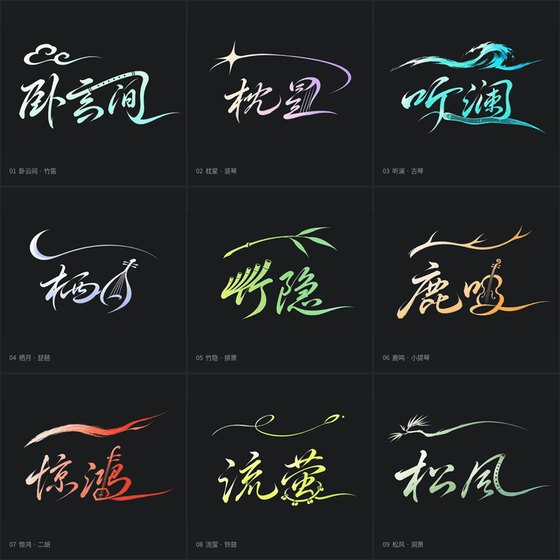 卧云间
枕星
听澜
01 卧云间 · 竹笛
02 枕星 · 竖琴
03 听澜 · 古琴
栖月
竹隐
鹿鸣
04 栖月 · 琵琶
05 竹隐 · 排箫
06 鹿鸣 · 小提琴
惊鸿
流萤
松风
07 惊鸿 · 二胡
08 流萤 · 铃鼓
09 松风 · 洞箫